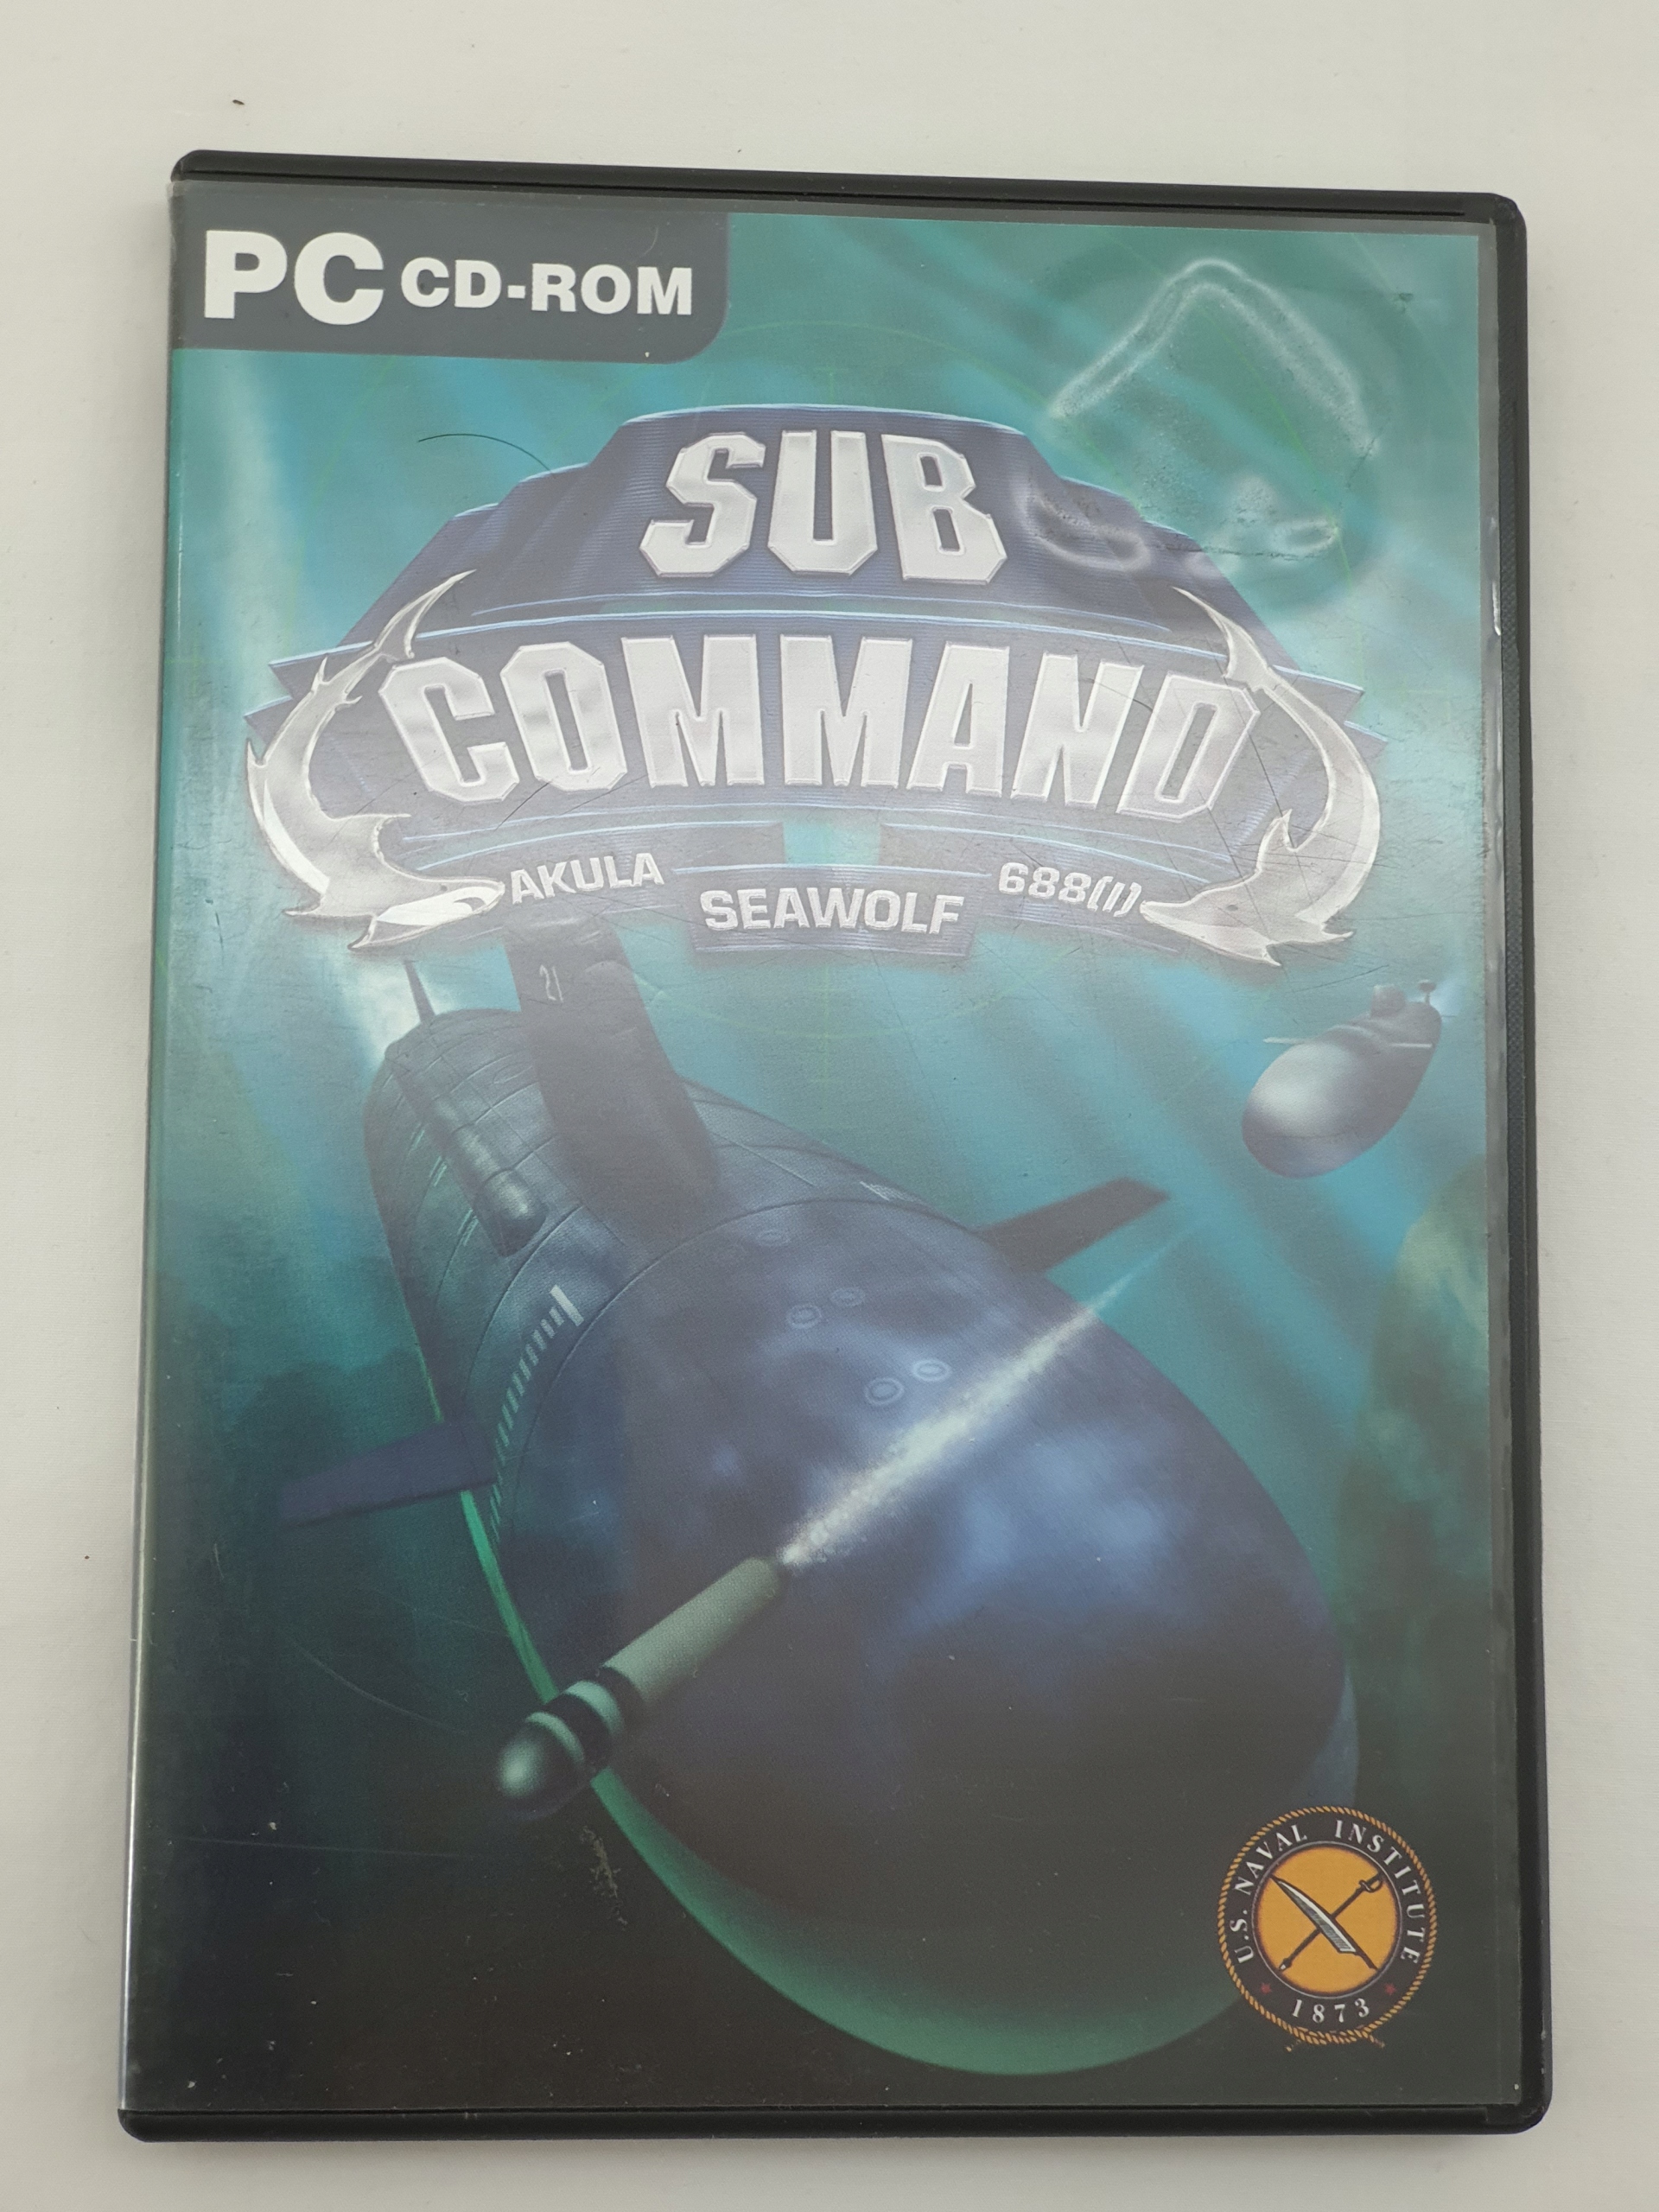 PC CD-ROM
SUB
COMMAND
AKULA
SEAWOLF
688(I)
21
U.S. NAVAL INSTITUTE
1873